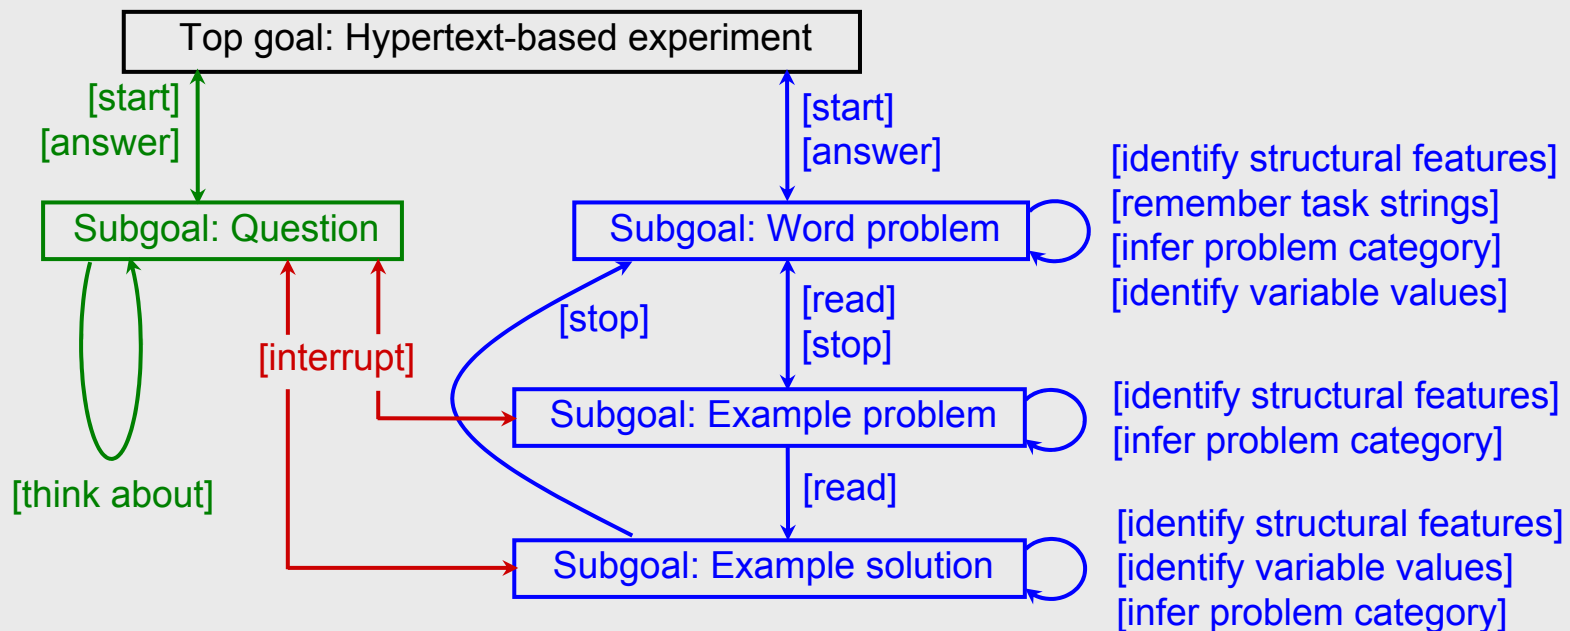 Top goal: Hypertext-based experiment
[start]
[answer]
[start]
[answer]
Subgoal: Question
Subgoal: Word problem
[identify structural features]
[remember task strings]
[infer problem category]
[identify variable values]
[stop]
[read]
[stop]
[interrupt]
Subgoal: Example problem
[identify structural features]
[infer problem category]
[think about]
[read]
Subgoal: Example solution
[identify structural features]
[identify variable values]
[infer problem category]